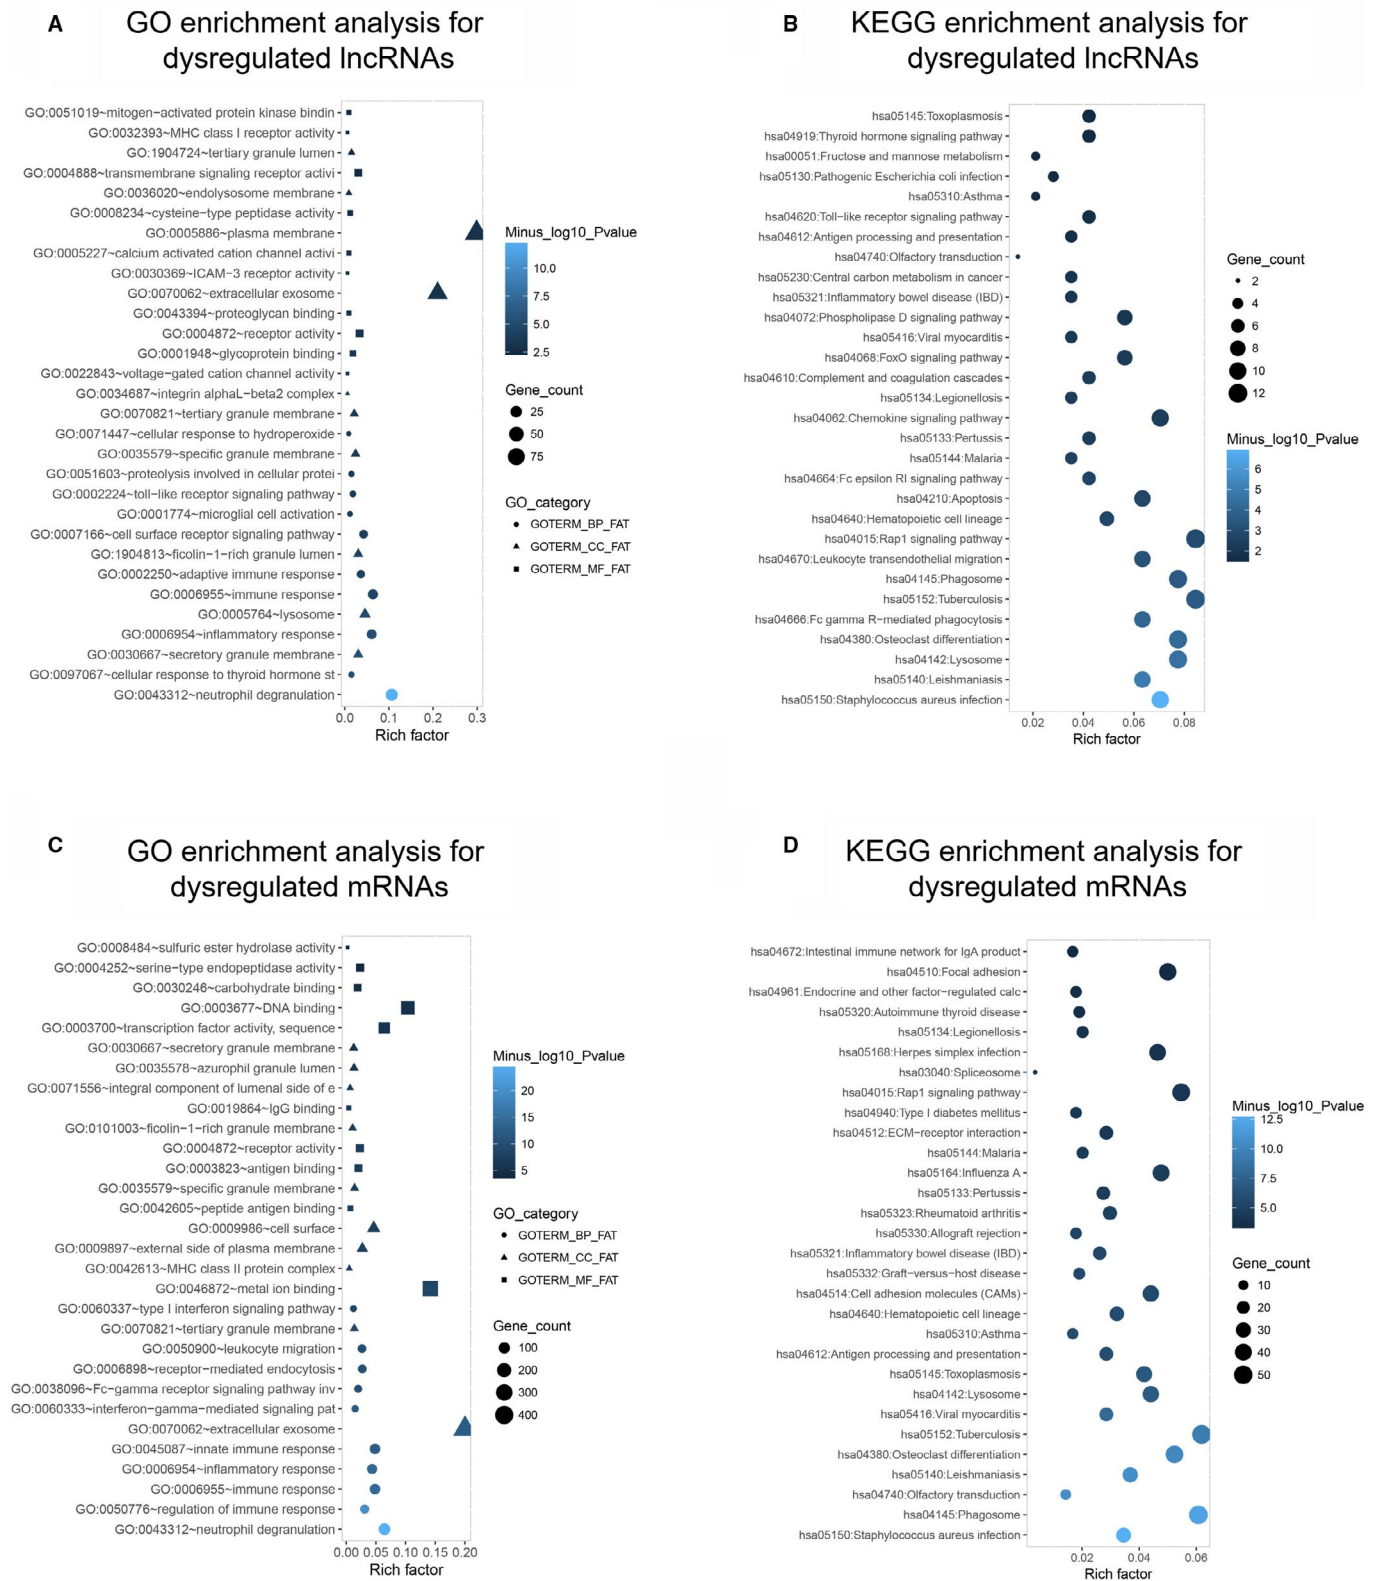 A
GO enrichment analysis for
dysregulated lncRNAs
GO:0051019~mitogen−activated protein kinase bindin
GO:0032393~MHC class I receptor activity
GO:1904724~tertiary granule lumen
GO:0004888~transmembrane signaling receptor activi
GO:0036020~endolysosome membrane
GO:0008234~cysteine−type peptidase activity
GO:0005886~plasma membrane
GO:0005227~calcium activated cation channel activi
GO:0030369~ICAM−3 receptor activity
GO:0070062~extracellular exosome
GO:0043394~proteoglycan binding
GO:0004872~receptor activity
GO:0001948~glycoprotein binding
GO:0022843~voltage−gated cation channel activity
GO:0034687~integrin alphaL−beta2 complex
GO:0070821~tertiary granule membrane
GO:0071447~cellular response to hydroperoxide
GO:0035579~specific granule membrane
GO:0051603~proteolysis involved in cellular protei
GO:0002224~toll−like receptor signaling pathway
GO:0001774~microglial cell activation
GO:0007166~cell surface receptor signaling pathway
GO:1904813~ficolin−1−rich granule lumen
GO:0002250~adaptive immune response
GO:0006955~immune response
GO:0005764~lysosome
GO:0006954~inflammatory response
GO:0030667~secretory granule membrane
GO:0097067~cellular response to thyroid hormone st
GO:0043312~neutrophil degranulation
0.0 0.1 0.2 0.3
Rich factor
Minus_log10_Pvalue
10.0
7.5
5.0
2.5
Gene_count
25
50
75
GO_category
GOTERM_BP_FAT
GOTERM_CC_FAT
GOTERM_MF_FAT
B
KEGG enrichment analysis for
dysregulated lncRNAs
hsa05145:Toxoplasmosis
hsa04919:Thyroid hormone signaling pathway
hsa00051:Fructose and mannose metabolism
hsa05130:Pathogenic Escherichia coli infection
hsa05310:Asthma
hsa04620:Toll−like receptor signaling pathway
hsa04612:Antigen processing and presentation
hsa04740:Olfactory transduction
hsa05230:Central carbon metabolism in cancer
hsa05321:Inflammatory bowel disease (IBD)
hsa04072:Phospholipase D signaling pathway
hsa05416:Viral myocarditis
hsa04068:FoxO signaling pathway
hsa04610:Complement and coagulation cascades
hsa05134:Legionellosis
hsa04062:Chemokine signaling pathway
hsa05133:Pertussis
hsa05144:Malaria
hsa04664:Fc epsilon RI signaling pathway
hsa04210:Apoptosis
hsa04640:Hematopoietic cell lineage
hsa04015:Rap1 signaling pathway
hsa04670:Leukocyte transendothelial migration
hsa04145:Phagosome
hsa05152:Tuberculosis
hsa04666:Fc gamma R−mediated phagocytosis
hsa04380:Osteoclast differentiation
hsa04142:Lysosome
hsa05140:Leishmaniasis
hsa05150:Staphylococcus aureus infection
0.02 0.04 0.06 0.08
Rich factor
Gene_count
2
4
6
8
10
12
Minus_log10_Pvalue
6
5
4
3
2
C
GO enrichment analysis for
dysregulated mRNAs
GO:0008484~sulfuric ester hydrolase activity
GO:0004252~serine−type endopeptidase activity
GO:0030246~carbohydrate binding
GO:0003677~DNA binding
GO:0003700~transcription factor activity, sequence
GO:0030667~secretory granule membrane
GO:0035578~azurophil granule lumen
GO:0071556~integral component of lumenal side of e
GO:0019864~IgG binding
GO:0101003~ficolin−1−rich granule membrane
GO:0004872~receptor activity
GO:0003823~antigen binding
GO:0035579~specific granule membrane
GO:0042605~peptide antigen binding
GO:0009986~cell surface
GO:0009897~external side of plasma membrane
GO:0042613~MHC class II protein complex
GO:0046872~metal ion binding
GO:0060337~type I interferon signaling pathway
GO:0070821~tertiary granule membrane
GO:0050900~leukocyte migration
GO:0006898~receptor−mediated endocytosis
GO:0038096~Fc−gamma receptor signaling pathway inv
GO:0060333~interferon−gamma−mediated signaling pat
GO:0070062~extracellular exosome
GO:0045087~innate immune response
GO:0006954~inflammatory response
GO:0006955~immune response
GO:0050776~regulation of immune response
GO:0043312~neutrophil degranulation
0.00 0.05 0.10 0.15 0.20
Rich factor
Minus_log10_Pvalue
20
15
10
5
GO_category
GOTERM_BP_FAT
GOTERM_CC_FAT
GOTERM_MF_FAT
Gene_count
100
200
300
400
D
KEGG enrichment analysis for
dysregulated mRNAs
hsa04672:Intestinal immune network for IgA product
hsa04510:Focal adhesion
hsa04961:Endocrine and other factor−regulated calc
hsa05320:Autoimmune thyroid disease
hsa05134:Legionellosis
hsa05168:Herpes simplex infection
hsa03040:Spliceosome
hsa04015:Rap1 signaling pathway
hsa04940:Type I diabetes mellitus
hsa04512:ECM−receptor interaction
hsa05144:Malaria
hsa05164:Influenza A
hsa05133:Pertussis
hsa05323:Rheumatoid arthritis
hsa05330:Allograft rejection
hsa05321:Inflammatory bowel disease (IBD)
hsa05332:Graft−versus−host disease
hsa04514:Cell adhesion molecules (CAMs)
hsa04640:Hematopoietic cell lineage
hsa05310:Asthma
hsa04612:Antigen processing and presentation
hsa05145:Toxoplasmosis
hsa04142:Lysosome
hsa05416:Viral myocarditis
hsa05152:Tuberculosis
hsa04380:Osteoclast differentiation
hsa05140:Leishmaniasis
hsa04740:Olfactory transduction
hsa04145:Phagosome
hsa05150:Staphylococcus aureus infection
0.02 0.04 0.06
Rich factor
Minus_log10_Pvalue
12.5
10.0
7.5
5.0
Gene_count
10
20
30
40
50